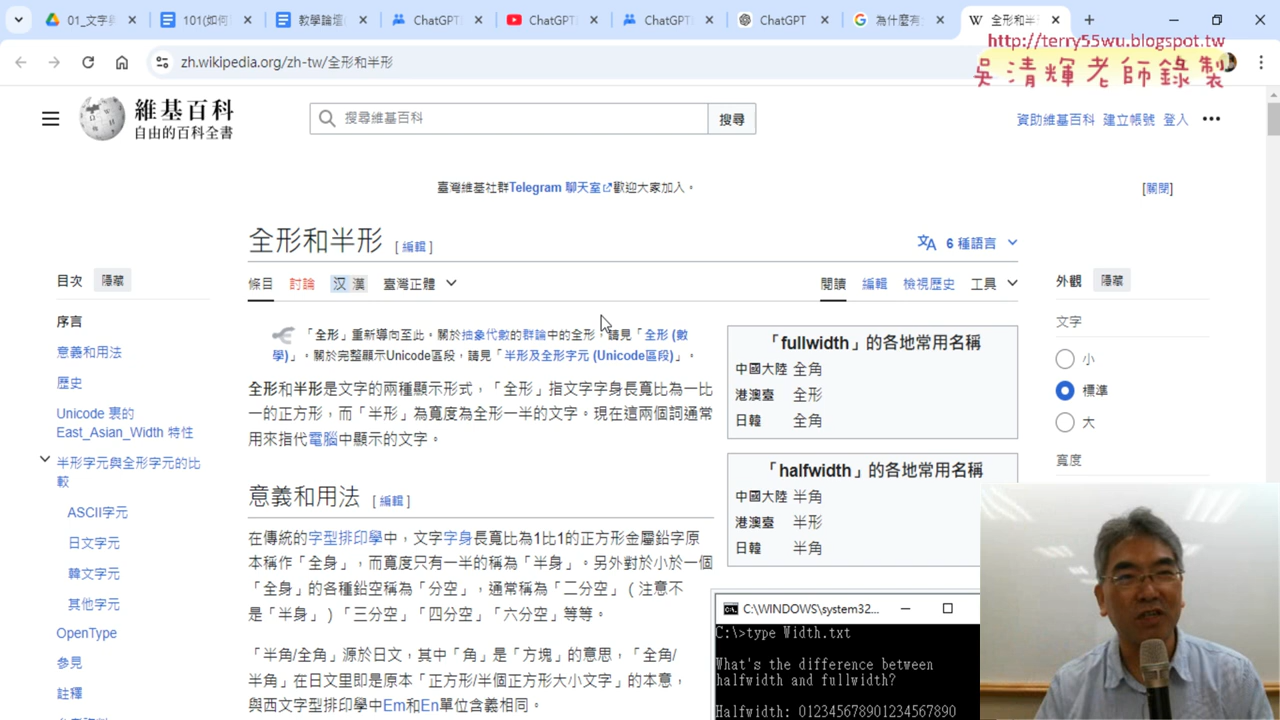 01_文字與
101(如何
教學論壇
ChatGPT
ChatGPT
ChatGPT
ChatGPT
為什麼有
全形和半
http://terry55wu.blogspot.tw
吳清輝老師錄製
zh.wikipedia.org/zh-tw/全形和半形
維基百科
自由的百科全書
搜尋維基百科
搜尋
資助維基百科 建立帳號 登入
臺灣維基社群Telegram 聊天室歡迎大家加入。
[關閉]
全形和半形 [ 編輯 ]
6 種語言
目次 隱藏
序言
意義和用法
歷史
Unicode 裏的
East_Asian_Width 特性
半形字元與全形字元的比
較
ASCII字元
日文字元
韓文字元
其他字元
OpenType
參見
註釋
條目 討論 汉 漢 臺灣正體
閱讀 編輯 檢視歷史 工具
「全形」重新導向至此。關於抽象代數的群論中的全形，請見「全形 (數
學)」。關於完整顯示Unicode區段，請見「半形及全形字元 (Unicode區段)」。
全形和半形是文字的兩種顯示形式，「全形」指文字字身長寬比為一比
一的正方形，而「半形」為寬度為全形一半的文字。現在這兩個詞通常
用來指代電腦中顯示的文字。
意義和用法 [ 編輯 ]
在傳統的字型排印學中，文字字身長寬比為1比1的正方形金屬鉛字原
本稱作「全身」，而寬度只有一半的稱為「半身」。另外對於小於一個
「全身」的各種鉛空稱為「分空」，通常稱為「二分空」（注意不
是「半身」）「三分空」「四分空」「六分空」等等。
「半角/全角」源於日文，其中「角」是「方塊」的意思，「全角/
半角」在日文里即是原本「正方形/半個正方形大小文字」的本意，
與西文字型排印學中Em和En單位含義相同。
「fullwidth」的各地常用名稱
中國大陸 全角
港澳臺 全形
日韓 全角
「halfwidth」的各地常用名稱
中國大陸 半角
港澳臺 半形
日韓 半角
C:\WINDOWS\system32...
C:\>type Width.txt
What's the difference between
halfwidth and fullwidth?
Halfwidth: 012345678901234567890
外觀 隱藏
文字
小
標準
大
寬度